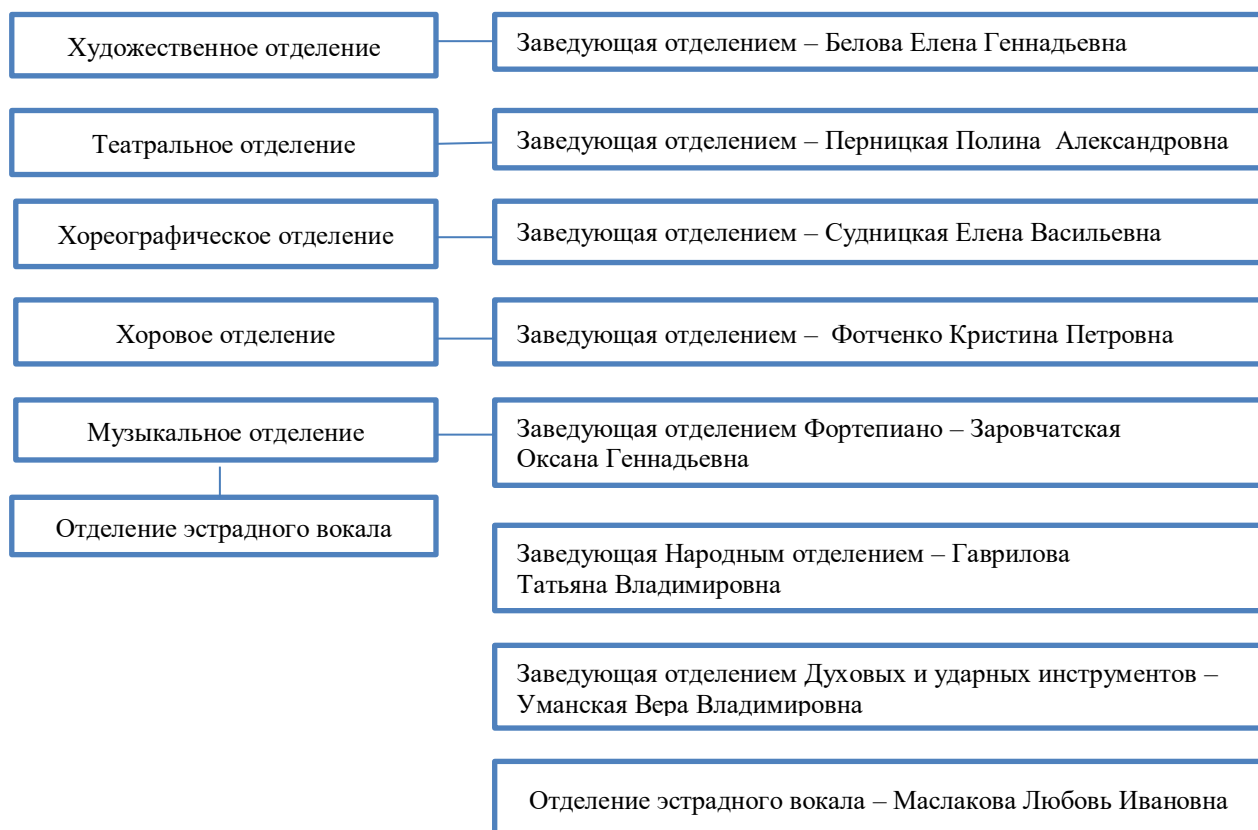 Художественное отделение
Заведующая отделением – Белова Елена Геннадьевна
Театральное отделение
Заведующая отделением – Перницкая Полина Александровна
Хореографическое отделение
Заведующая отделением – Судницкая Елена Васильевна
Хоровое отделение
Заведующая отделением – Фотченко Кристина Петровна
Музыкальное отделение
Заведующая отделением Фортепиано – Заровчатская
Оксана Геннадьевна
Отделение эстрадного вокала
Заведующая Народным отделением – Гаврилова
Татьяна Владимировна
Заведующая отделением Духовых и ударных инструментов –
Уманская Вера Владимировна
Отделение эстрадного вокала – Маслакова Любовь Ивановна